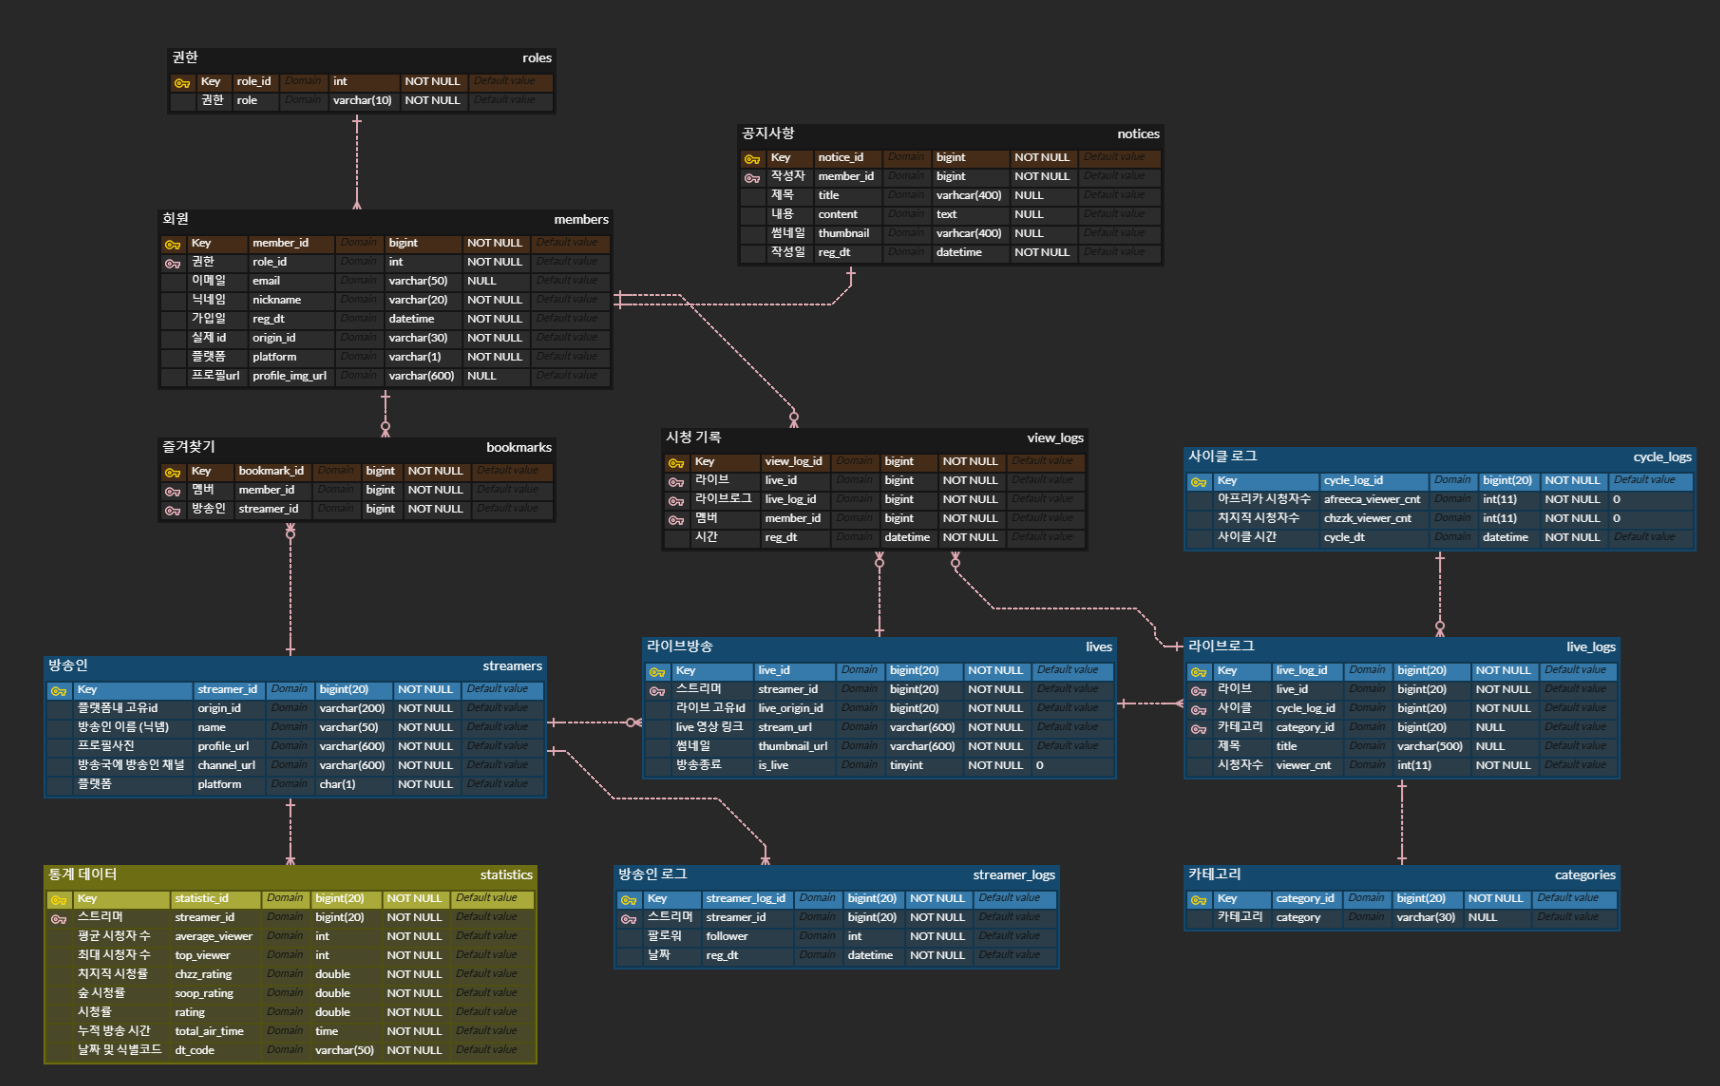 권한 roles
Key role_id Domain int NOT NULL Default value
권한 role Domain varchar(10) NOT NULL Default value
공지사항 notices
Key notice_id Domain bigint NOT NULL Default value
작성자 member_id Domain bigint NOT NULL Default value
제목 title Domain varhcar(400) NULL Default value
내용 content Domain text NULL Default value
썸네일 thumbnail Domain varhcar(400) NULL Default value
작성일 reg_dt Domain datetime NOT NULL Default value
회원 members
Key member_id Domain bigint NOT NULL Default value
권한 role_id Domain int NOT NULL Default value
이메일 email Domain varchar(50) NULL Default value
닉네임 nickname Domain varchar(20) NOT NULL Default value
가입일 reg_dt Domain datetime NOT NULL Default value
실제 id origin_id Domain varchar(30) NOT NULL Default value
플랫폼 platform Domain varchar(1) NOT NULL Default value
프로필url profile_img_url Domain varchar(600) NULL Default value
즐겨찾기 bookmarks
Key bookmark_id Domain bigint NOT NULL Default value
멤버 member_id Domain bigint NOT NULL Default value
방송인 streamer_id Domain bigint NOT NULL Default value
시청 기록 view_logs
Key view_log_id Domain bigint NOT NULL Default value
라이브 live_id Domain bigint NOT NULL Default value
라이브로그 live_log_id Domain bigint NOT NULL Default value
멤버 member_id Domain bigint NOT NULL Default value
시간 reg_dt Domain datetime NOT NULL Default value
사이클 로그 cycle_logs
Key cycle_log_id Domain bigint(20) NOT NULL Default value
아프리카 시청자수 afreeca_viewer_cnt Domain int(11) NOT NULL 0
치지직 시청자수 chzzk_viewer_cnt Domain int(11) NOT NULL 0
사이클 시간 cycle_dt Domain datetime NOT NULL Default value
방송인 streamers
Key streamer_id Domain bigint(20) NOT NULL Default value
플랫폼내 고유id origin_id Domain varchar(200) NOT NULL Default value
방송인 이름 (닉넴) name Domain varchar(50) NOT NULL Default value
프로필사진 profile_url Domain varchar(600) NOT NULL Default value
방송국에 방송인 채널 channel_url Domain varchar(600) NOT NULL Default value
플랫폼 platform Domain char(1) NOT NULL Default value
라이브방송 lives
Key live_id Domain bigint(20) NOT NULL Default value
스트리머 streamer_id Domain bigint(20) NOT NULL Default value
라이브 고유Id live_origin_id Domain bigint(20) NOT NULL Default value
live 영상 링크 stream_url Domain varchar(600) NOT NULL Default value
썸네일 thumbnail_url Domain varchar(600) NOT NULL Default value
방송종료 is_live Domain tinyint NOT NULL 0
라이브로그 live_logs
Key live_log_id Domain bigint(20) NOT NULL Default value
라이브 live_id Domain bigint(20) NOT NULL Default value
사이클 cycle_log_id Domain bigint(20) NOT NULL Default value
카테고리 category_id Domain bigint(20) NULL Default value
제목 title Domain varchar(500) NULL Default value
시청자수 viewer_cnt Domain int(11) NOT NULL Default value
통계 데이터 statistics
Key statistic_id Domain bigint(20) NOT NULL Default value
스트리머 streamer_id Domain bigint(20) NOT NULL Default value
평균 시청자 수 average_viewer Domain int NOT NULL Default value
최대 시청자 수 top_viewer Domain int NOT NULL Default value
치지직 시청률 chzz_rating Domain double NOT NULL Default value
숲 시청률 soop_rating Domain double NOT NULL Default value
시청률 rating Domain double NOT NULL Default value
누적 방송 시간 total_air_time Domain time NOT NULL Default value
날짜 및 식별코드 dt_code Domain varchar(50) NOT NULL Default value
방송인 로그 streamer_logs
Key streamer_log_id Domain bigint(20) NOT NULL Default value
스트리머 streamer_id Domain bigint(20) NOT NULL Default value
팔로워 follower Domain int NOT NULL Default value
날짜 reg_dt Domain datetime NOT NULL Default value
카테고리 categories
Key category_id Domain bigint(20) NOT NULL Default value
카테고리 category Domain varchar(30) NULL Default value